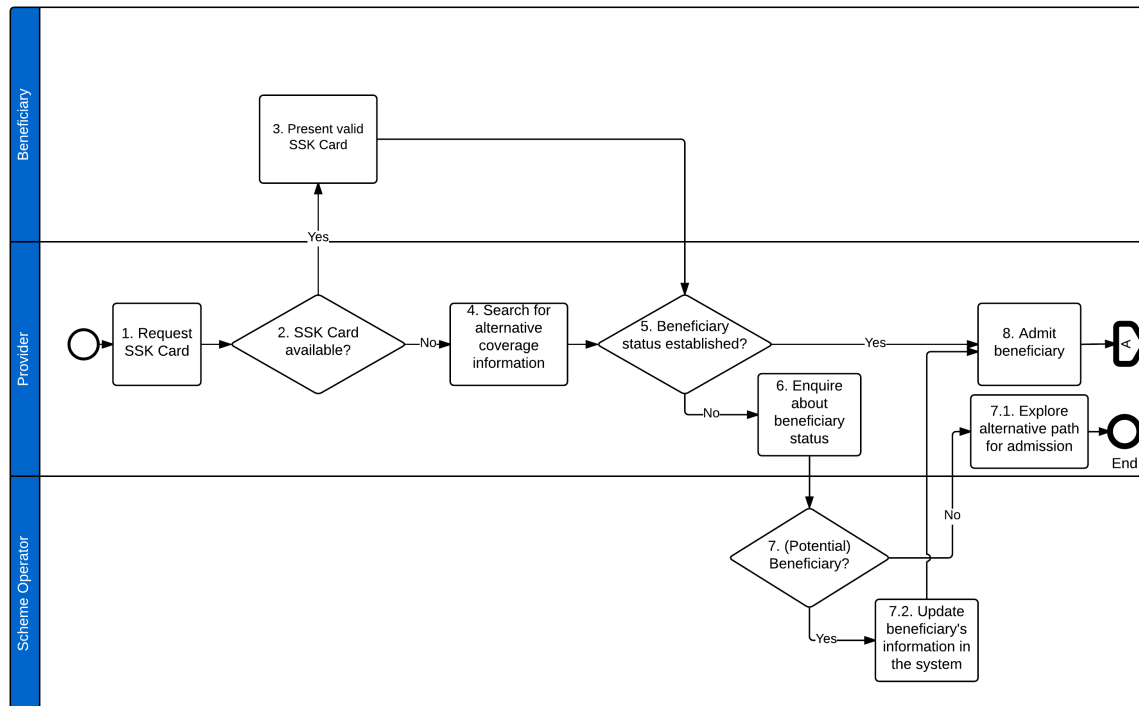 Beneficiary
3. Present valid
SSK Card
Yes
Provider
1. Request
SSK Card
2. SSK Card
available?
No
4. Search for
alternative
coverage
information
5. Beneficiary
status established?
Yes
8. Admit
beneficiary
A
No
6. Enquire
about
beneficiary
status
7.1. Explore
alternative path
for admission
End
Scheme Operator
7. (Potential)
Beneficiary?
No
Yes
7.2. Update
beneficiary's
information in
the system